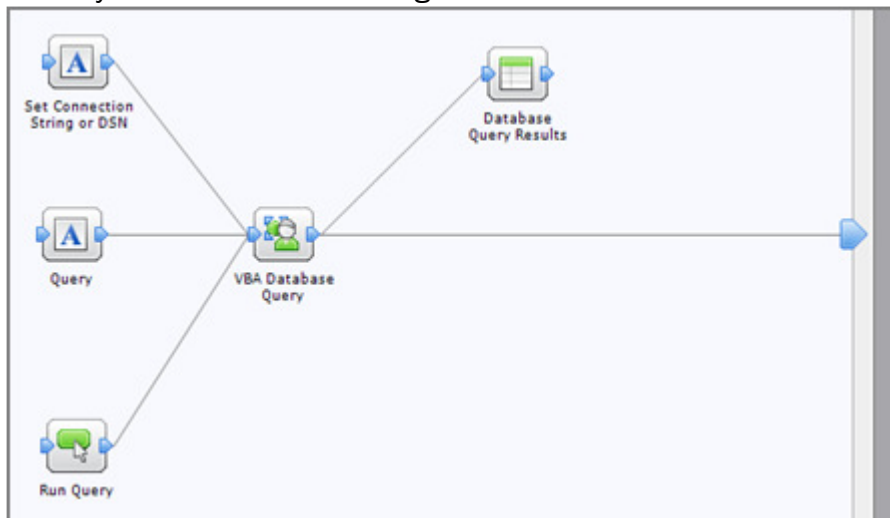 Set Connection
String or DSN
Database
Query Results
A
Query
VBA Database
Query
A
Run Query